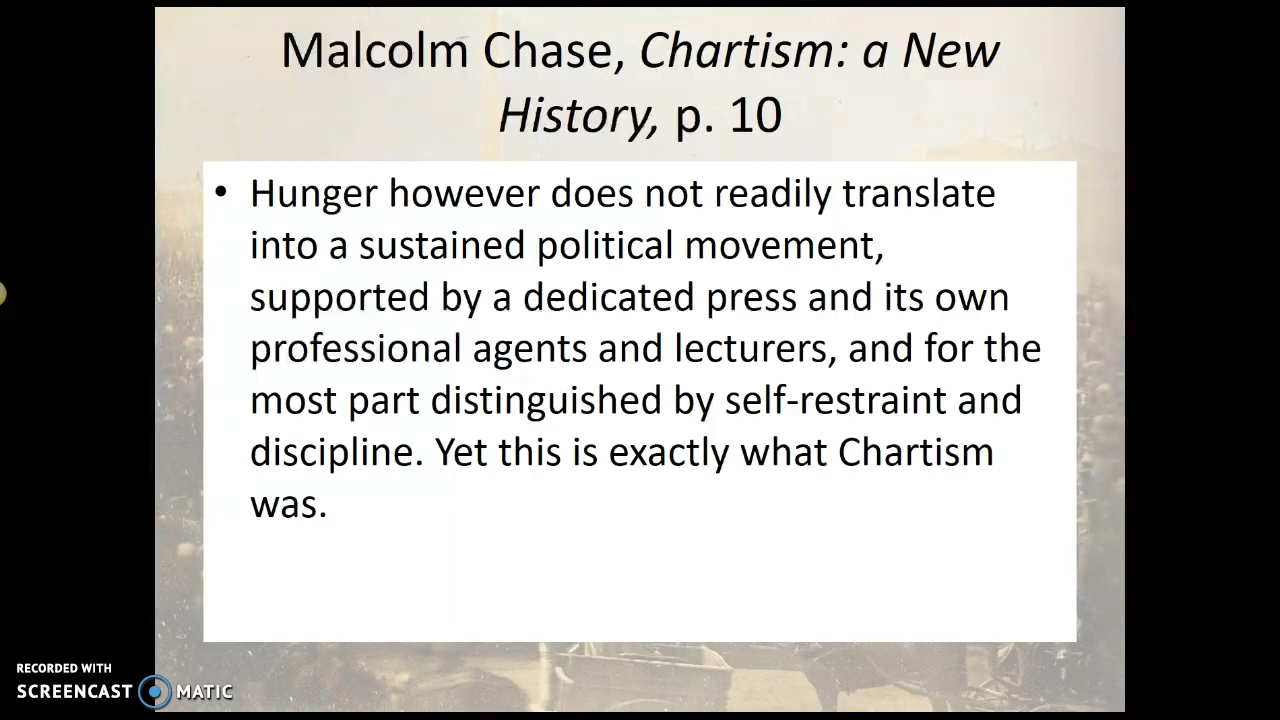 Malcolm Chase, Chartism: a New
History, p. 10
• Hunger however does not readily translate
into a sustained political movement,
supported by a dedicated press and its own
professional agents and lecturers, and for the
most part distinguished by self-restraint and
discipline. Yet this is exactly what Chartism
was.
RECORDED WITH
SCREENCAST MATIC